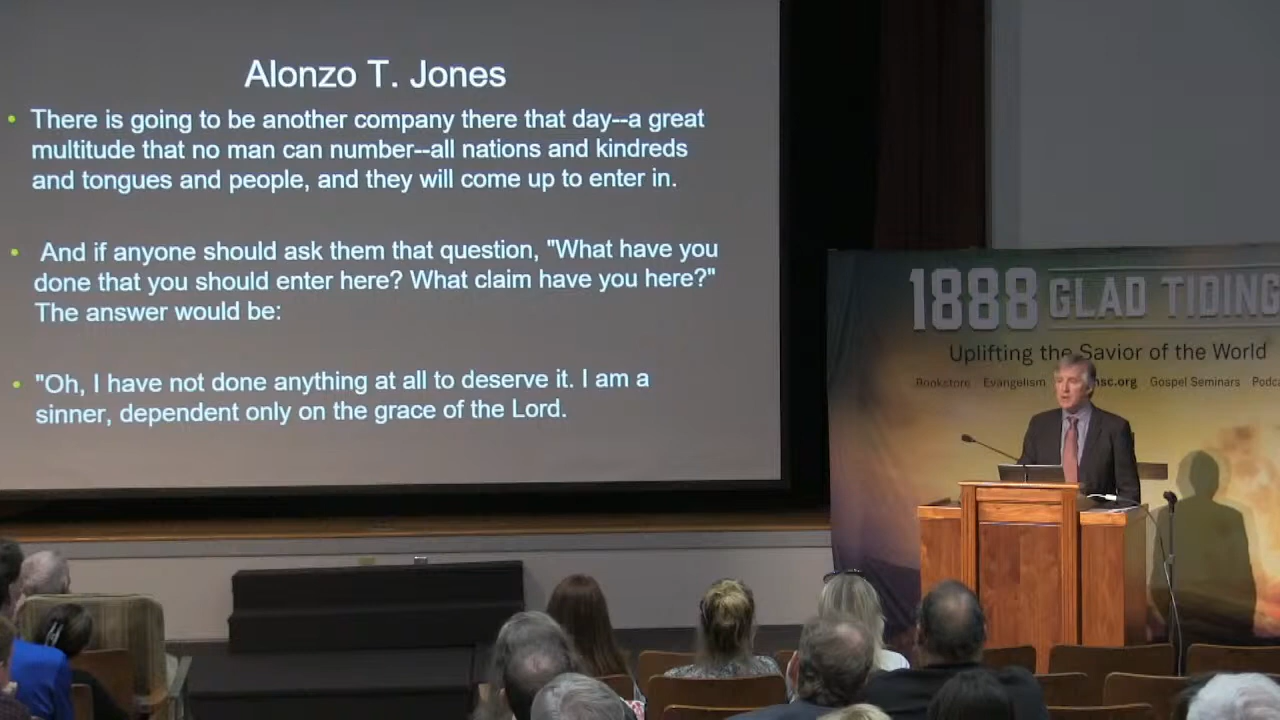 Alonzo T. Jones
• There is going to be another company there that day--a great
multitude that no man can number--all nations and kindreds
and tongues and people, and they will come up to enter in.
• And if anyone should ask them that question, "What have you
done that you should enter here? What claim have you here?"
The answer would be:
• "Oh, I have not done anything at all to deserve it. I am a
sinner, dependent only on the grace of the Lord.
1888 GLAD TIDING
Uplifting the Savior of the World
Bookstore Evangelism msc.org Gospel Seminars